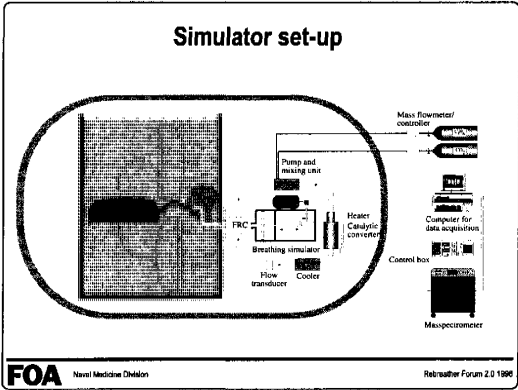 Simulator set-up
Mass flowmeter/
controller
Pump and
mixing unit
FRC
Heater
Catalytic
converter
Breathing simulator
Flow
transducer
Cooler
Computer for
data acquisition
Control box
Masspectrometer
FOA
Naval Medicine Division
Rebreather Forum 2.0 1996